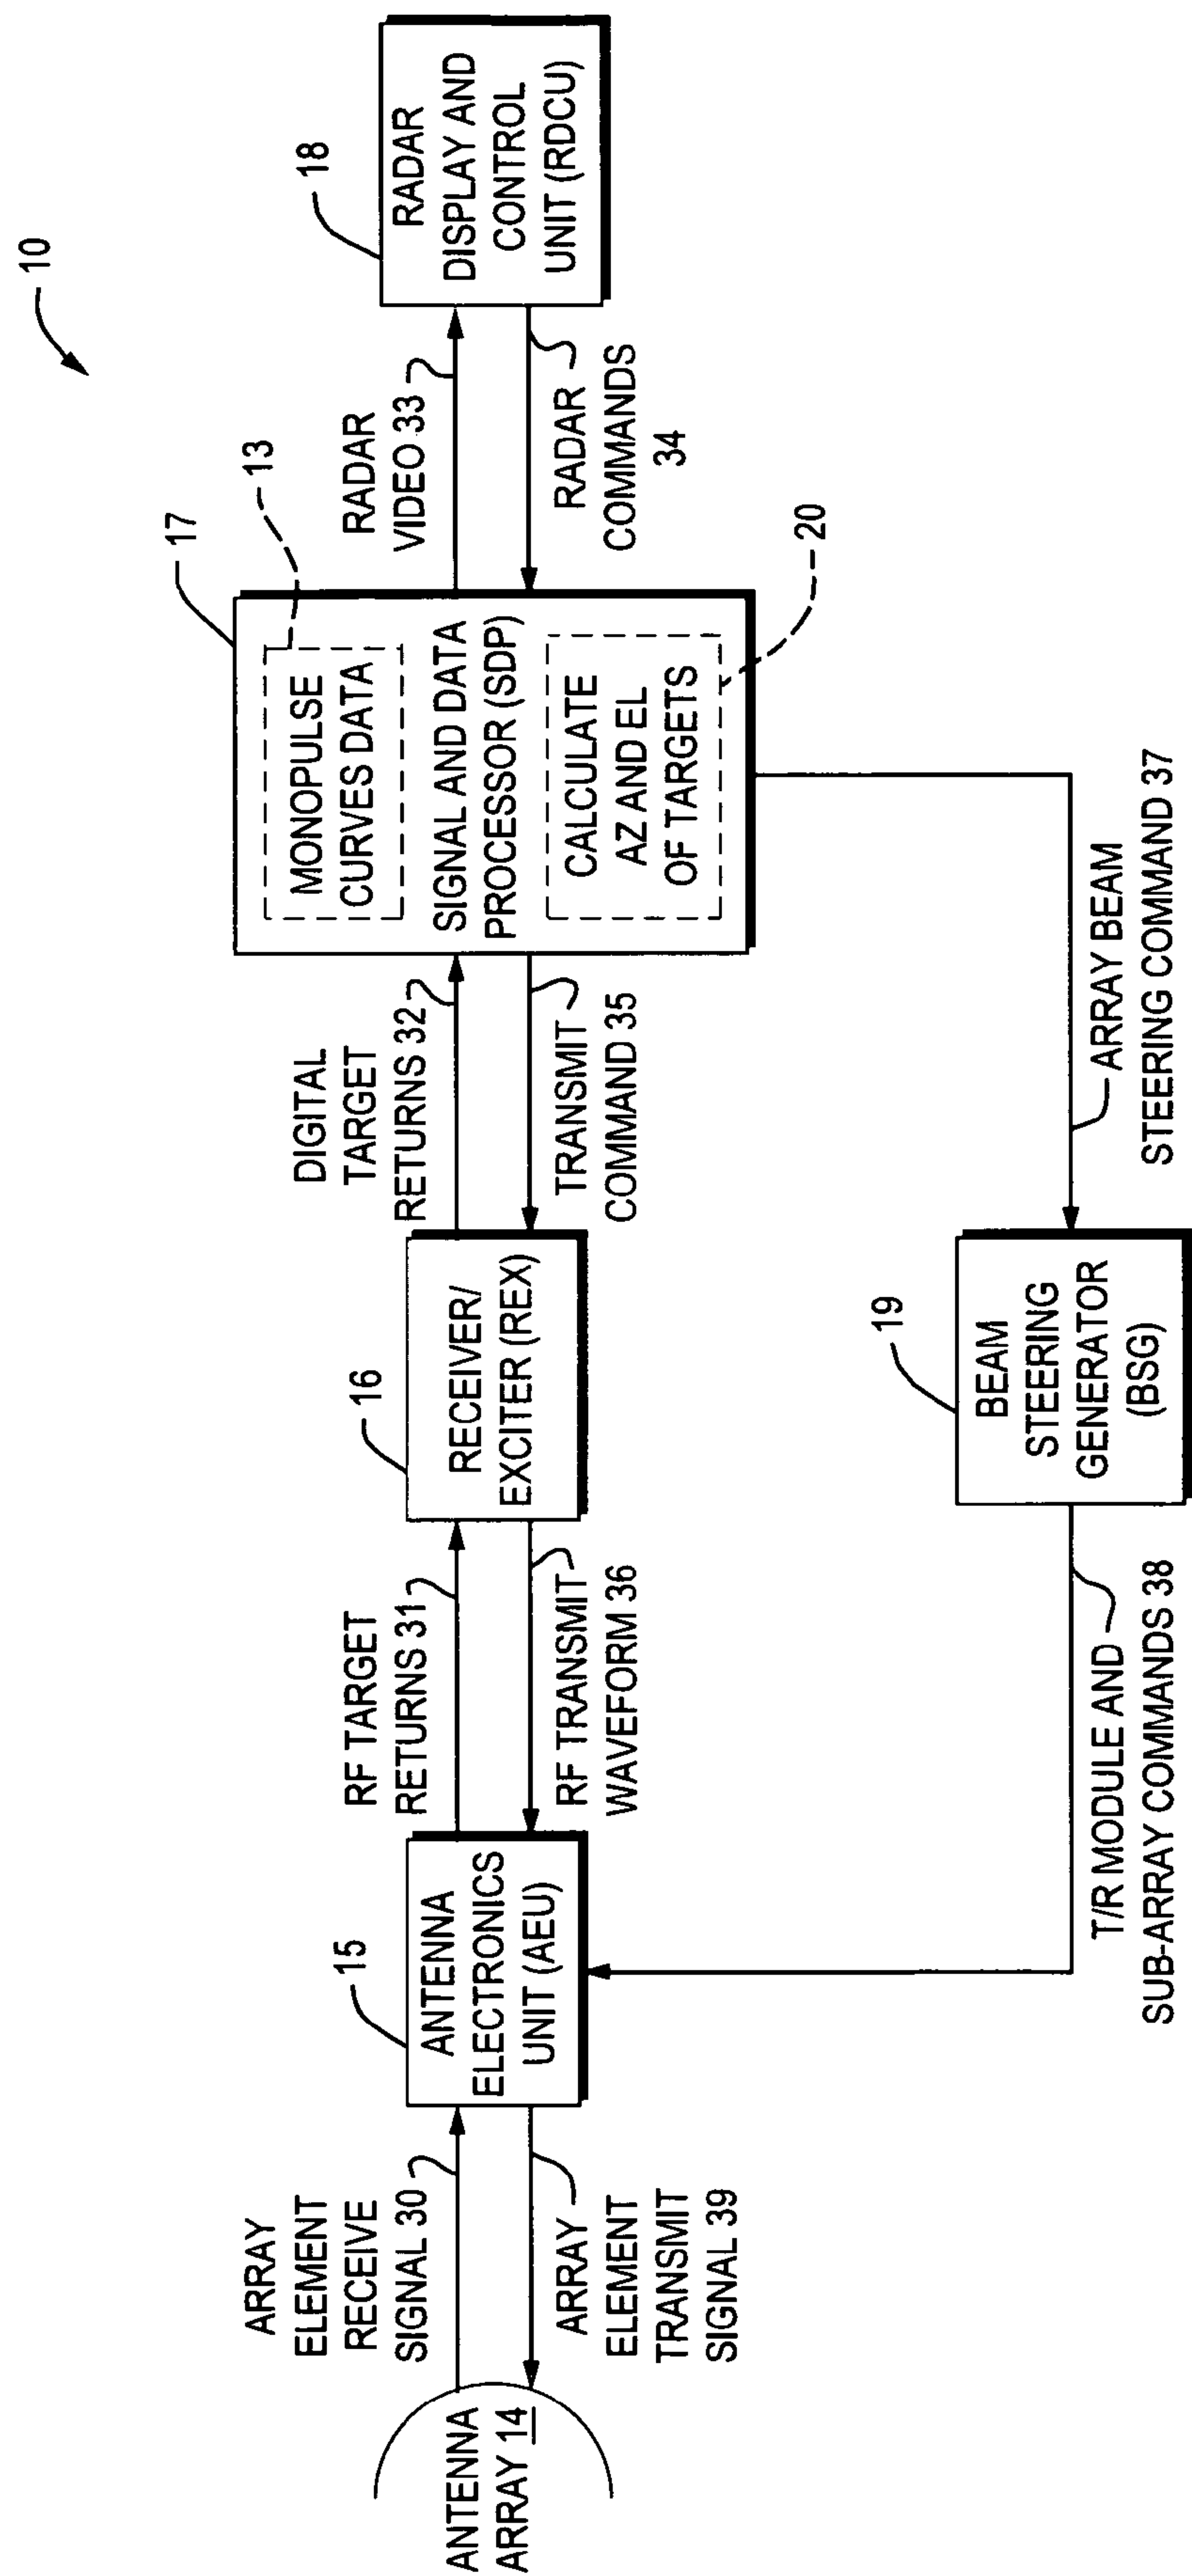 10
ANTENNA
ARRAY 14
ARRAY
ELEMENT
RECEIVE
SIGNAL 30
ARRAY
ELEMENT
TRANSMIT
SIGNAL 39
15
ANTENNA
ELECTRONICS
UNIT (AEU)
RF TARGET
RETURNS 31
RF TRANSMIT
WAVEFORM 36
16
RECEIVER/
EXCITER (REX)
DIGITAL
TARGET
RETURNS 32
TRANSMIT
COMMAND 35
17
13
MONOPULSE
CURVES DATA
SIGNAL AND DATA
PROCESSOR (SDP)
CALCULATE
AZ AND EL
OF TARGETS
20
RADAR
VIDEO 33
RADAR
COMMANDS
34
18
RADAR
DISPLAY AND
CONTROL
UNIT (RDCU)
T/R MODULE AND
SUB-ARRAY COMMANDS 38
19
BEAM
STEERING
GENERATOR
(BSG)
ARRAY BEAM
STEERING COMMAND 37